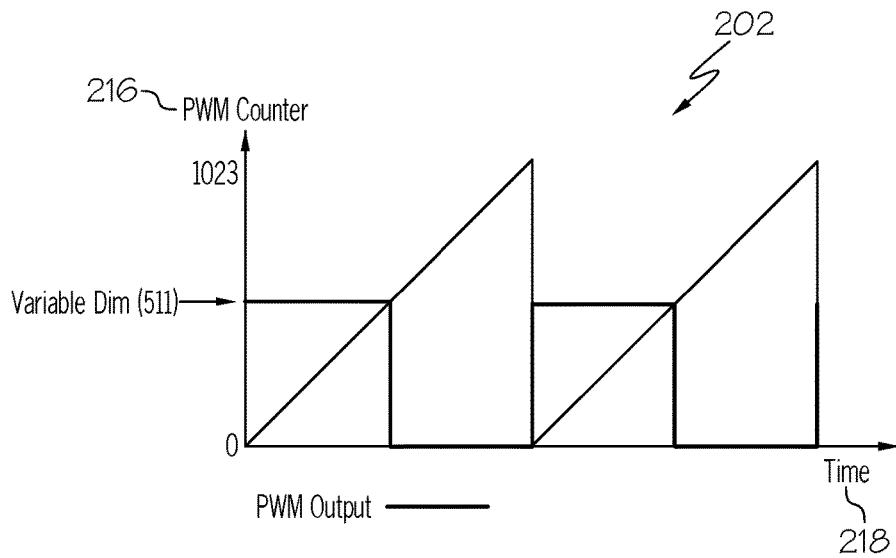 202
216
PWM Counter
1023
Variable Dim (511)
0
Time
PWM Output
218